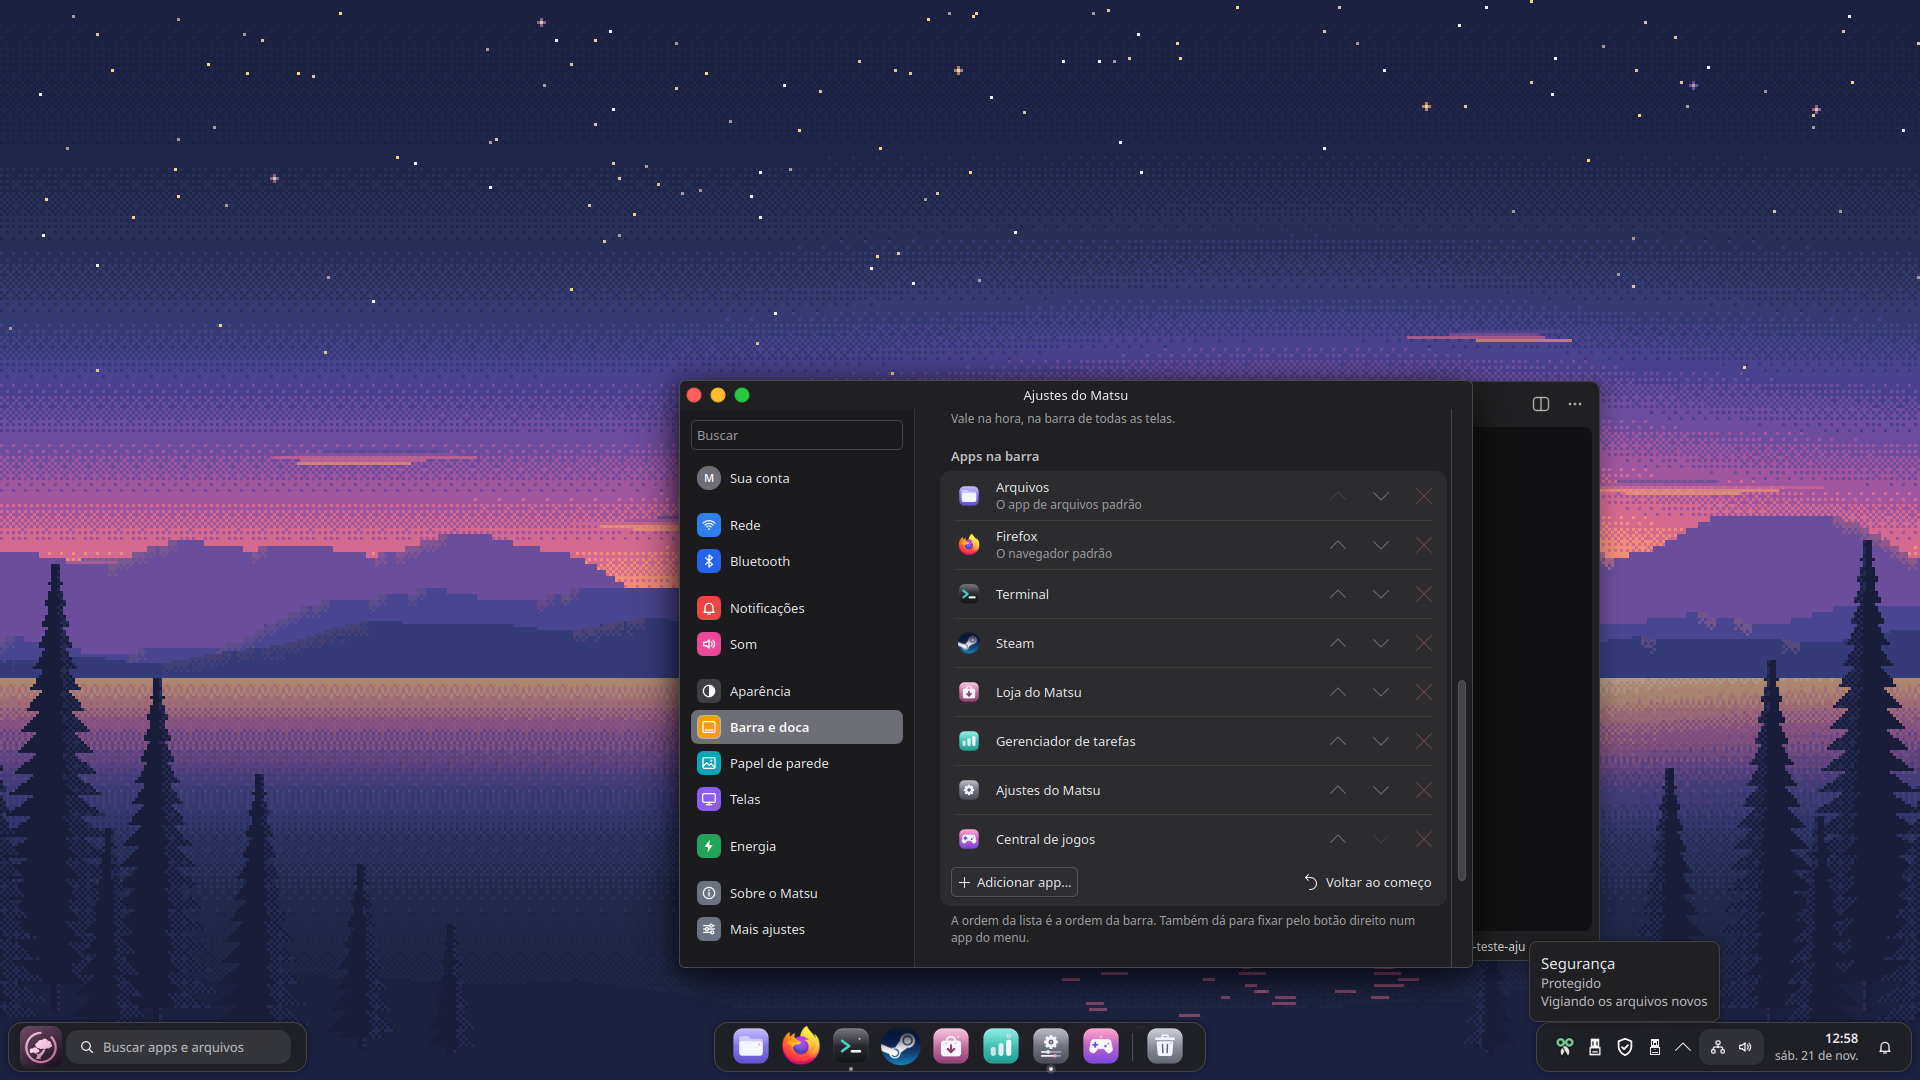 Ajustes do Matsu
Buscar
M
Sua conta
Rede
Bluetooth
Notificações
Som
Aparência
Barra e doca
Papel de parede
Telas
Energia
Sobre o Matsu
Mais ajustes
Vale na hora, na barra de todas as telas.
Apps na barra
Arquivos
O app de arquivos padrão
Firefox
O navegador padrão
Terminal
Steam
Loja do Matsu
Gerenciador de tarefas
Ajustes do Matsu
Central de jogos
Adicionar app...
Voltar ao começo
A ordem da lista é a ordem da barra. Também dá para fixar pelo botão direito num
app do menu.
-teste-aju
Segurança
Protegido
Vigiando os arquivos novos
Buscar apps e arquivos
12:58
sáb. 21 de nov.